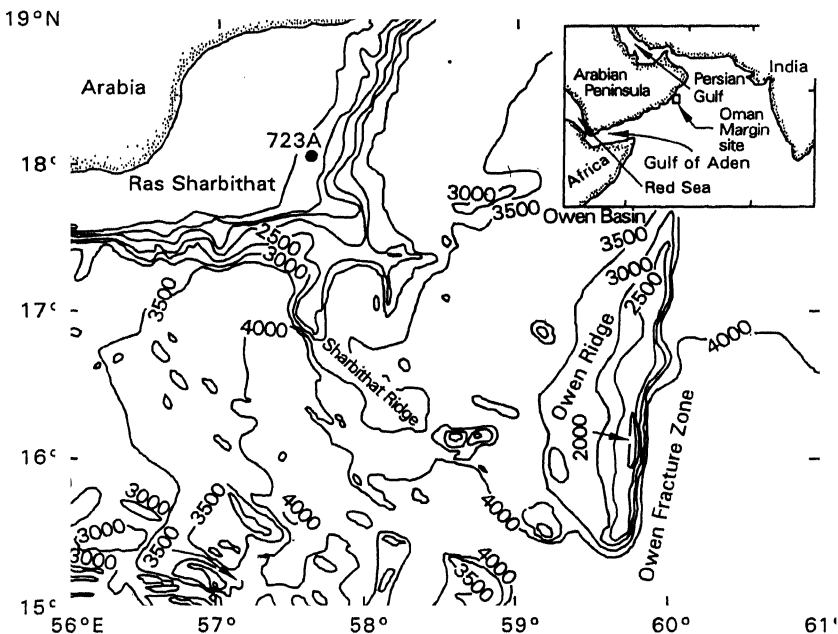 19°N
Arabia
723A
18°
Ras Sharbithat
Arabian
Peninsula
Persian
Gulf
India
Oman
Margin
site
Gulf of Aden
Africa
Red Sea
3000
3500
Owen Basin
2500
3000
3500
3500
3000
2500
17°
4000
Sharbithat Ridge
Owen Ridge
4000
2000
Owen Fracture Zone
16°
3000
3500
4000
4000
3000
3500
3000
4000
3500
15°
56°E
57°
58°
59°
60°
61°